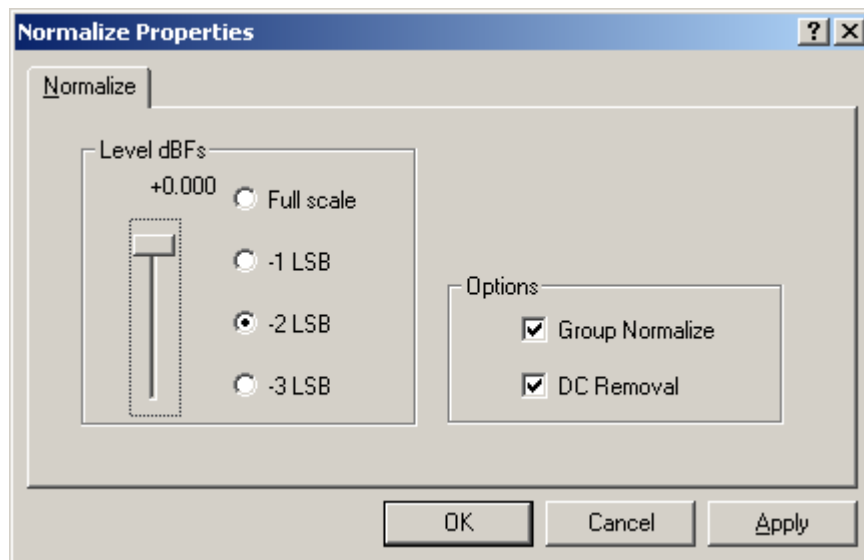 Normalize Properties
Normalize
Level dBFs
+0.000
Full scale
-1 LSB
-2 LSB
-3 LSB
Options
Group Normalize
DC Removal
OK
Cancel
Apply